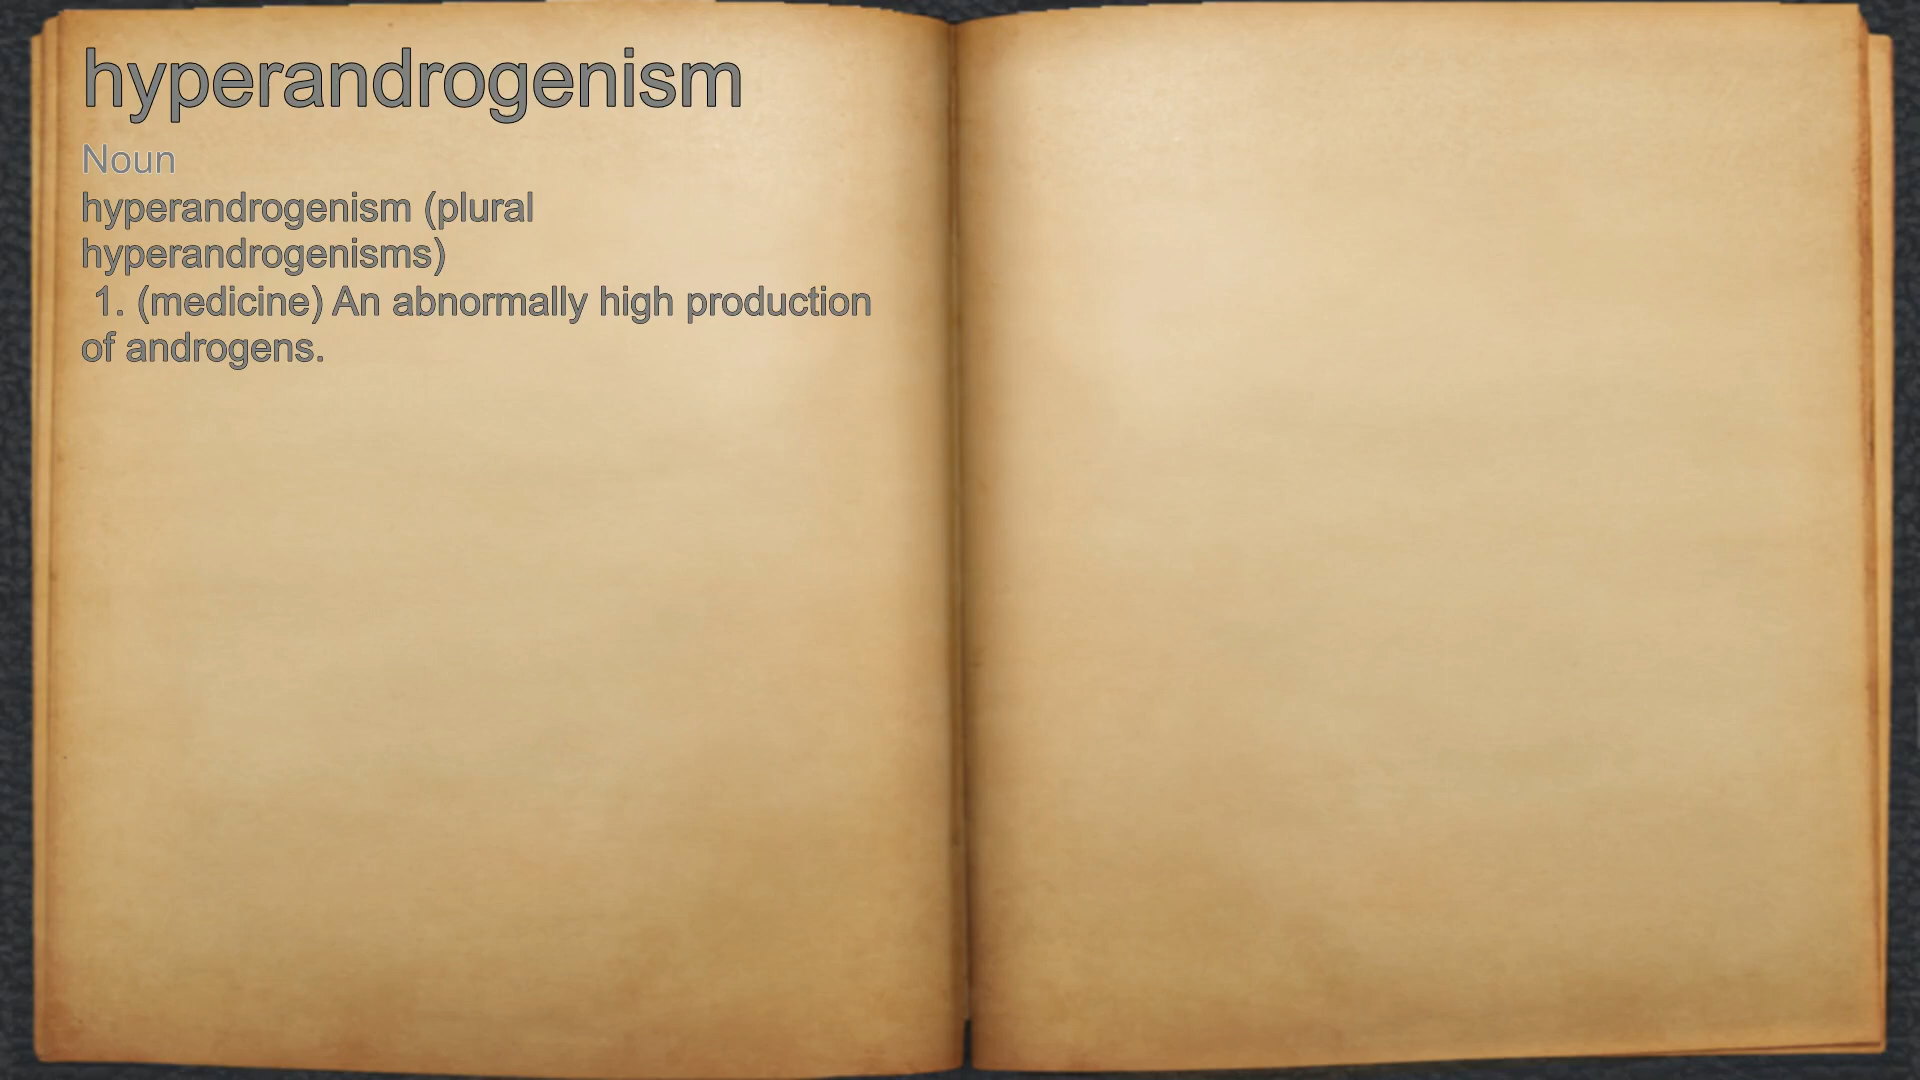 hyperandrogenism
Noun
hyperandrogenism (plural
hyperandrogenisms)
1. (medicine) An abnormally high production
of androgens.